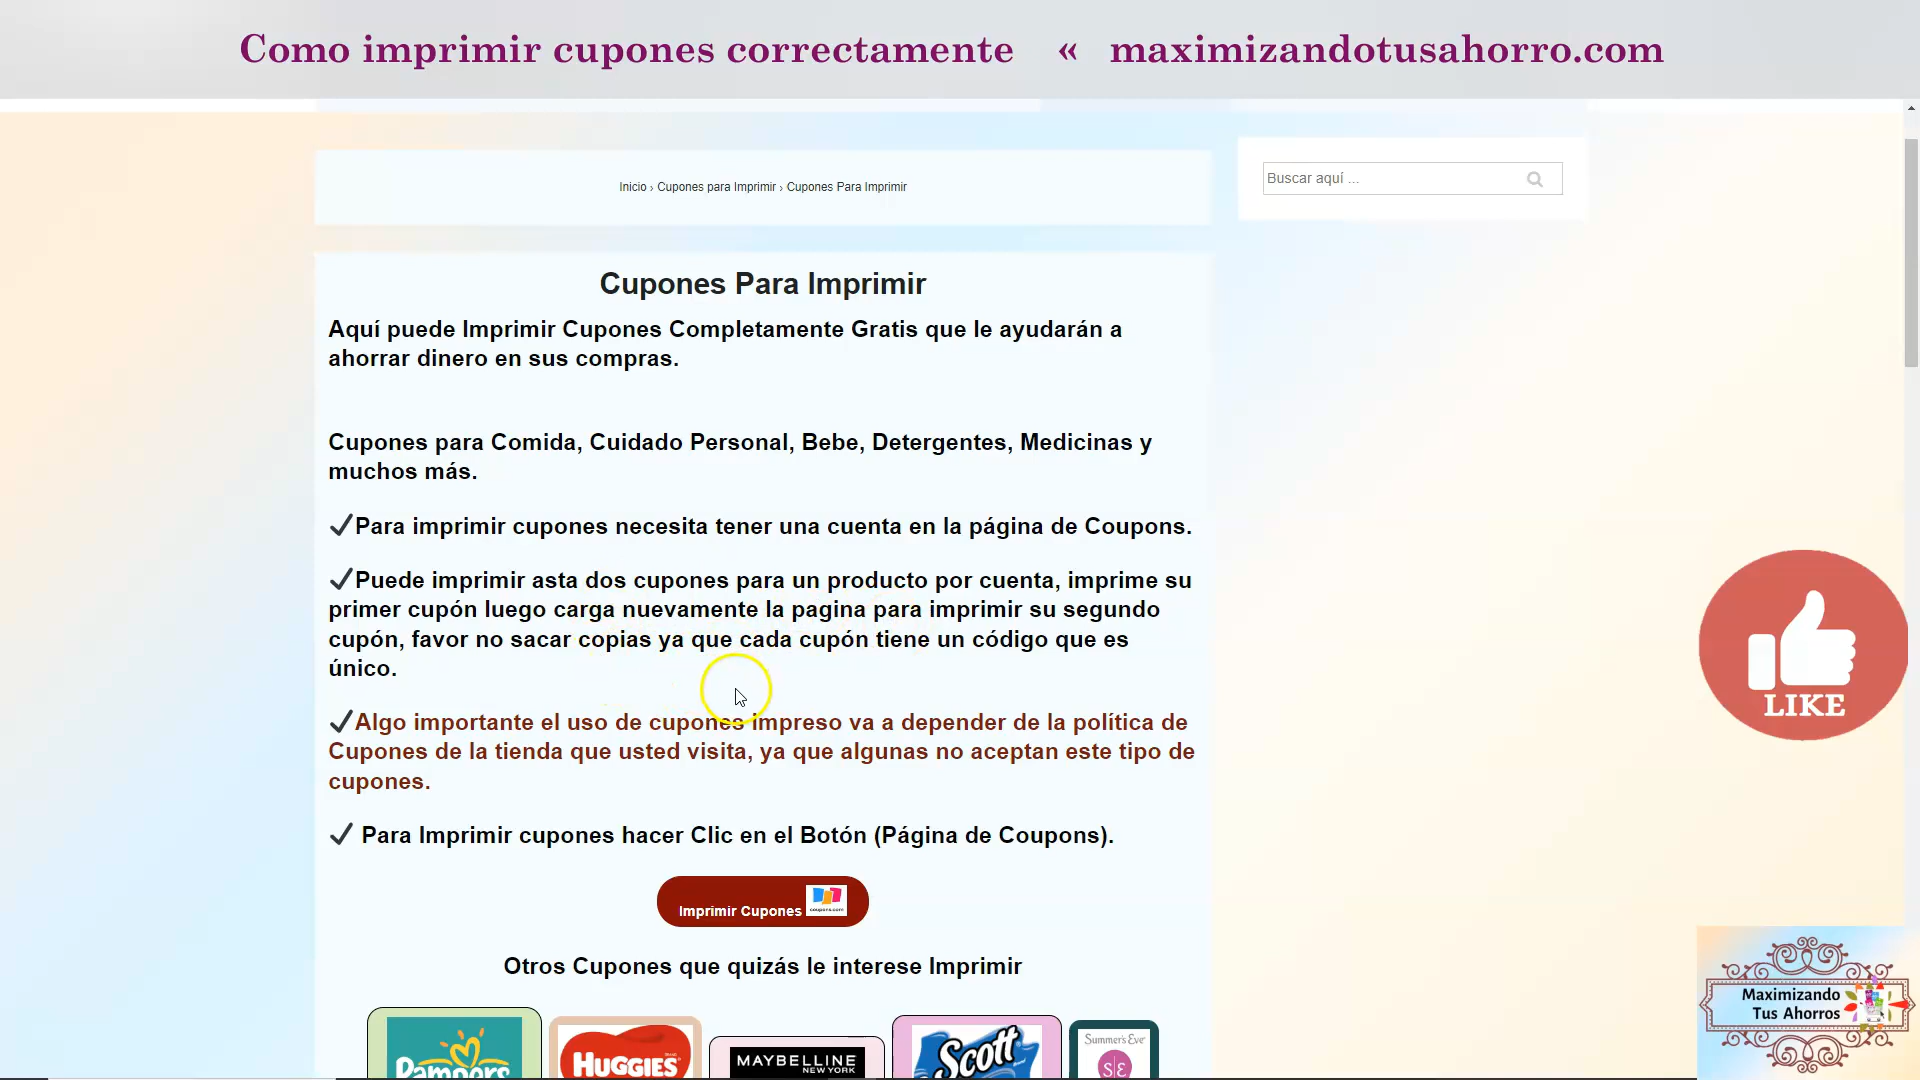 Como imprimir cupones correctamente « maximizandotusahorro.com
Inicio › Cupones para Imprimir › Cupones Para Imprimir
Buscar aquí ...
Cupones Para Imprimir
Aquí puede Imprimir Cupones Completamente Gratis que le ayudarán a
ahorrar dinero en sus compras.
Cupones para Comida, Cuidado Personal, Bebe, Detergentes, Medicinas y
muchos más.
✓Para imprimir cupones necesita tener una cuenta en la página de Coupons.
✓Puede imprimir asta dos cupones para un producto por cuenta, imprime su
primer cupón luego carga nuevamente la pagina para imprimir su segundo
cupón, favor no sacar copias ya que cada cupón tiene un código que es
único.
✓Algo importante el uso de cupones impreso va a depender de la política de
Cupones de la tienda que usted visita, ya que algunas no aceptan este tipo de
cupones.
✓ Para Imprimir cupones hacer Clic en el Botón (Página de Coupons).
Imprimir Cupones coupons.com
Otros Cupones que quizás le interese Imprimir
Pampers
HUGGIES
MAYBELLINE
NEW YORK
Scott
Summer's Eve
S|E
LIKE
Maximizando
Tus Ahorros